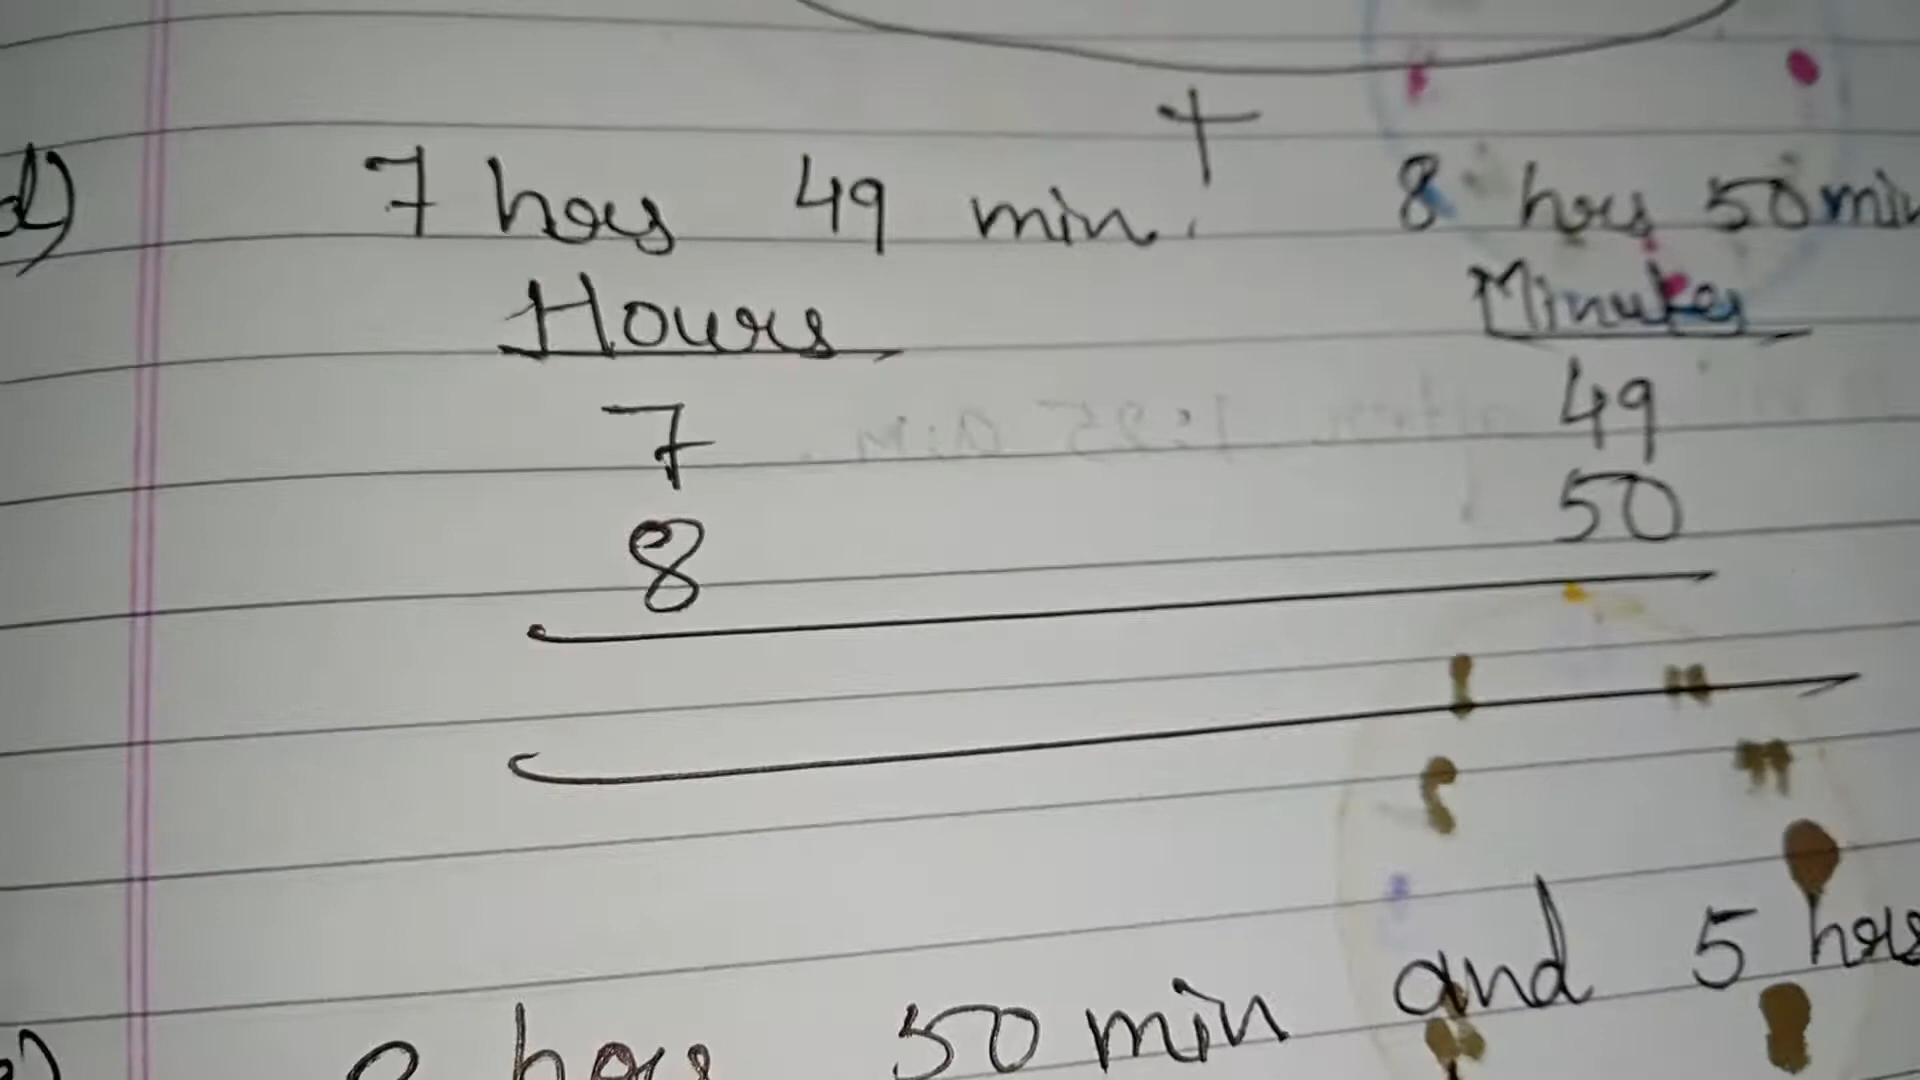 d) 7 hrs 49 min. + 8 hrs 50 min
Hours Minutes
7 49
8 50
50 min and 5 hrs